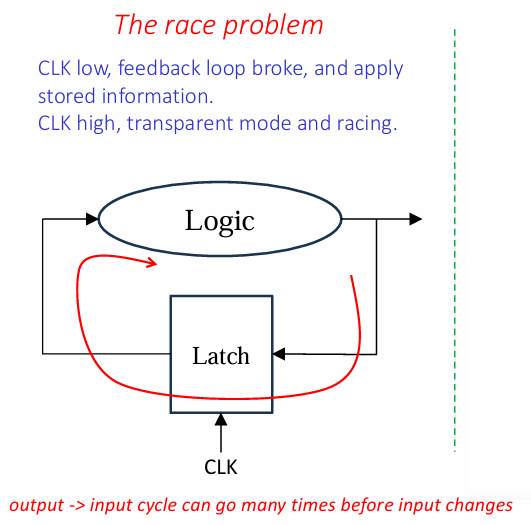 The race problem
CLK low, feedback loop broke, and apply
stored information.
CLK high, transparent mode and racing.
Logic
Latch
CLK
output -> input cycle can go many times before input changes